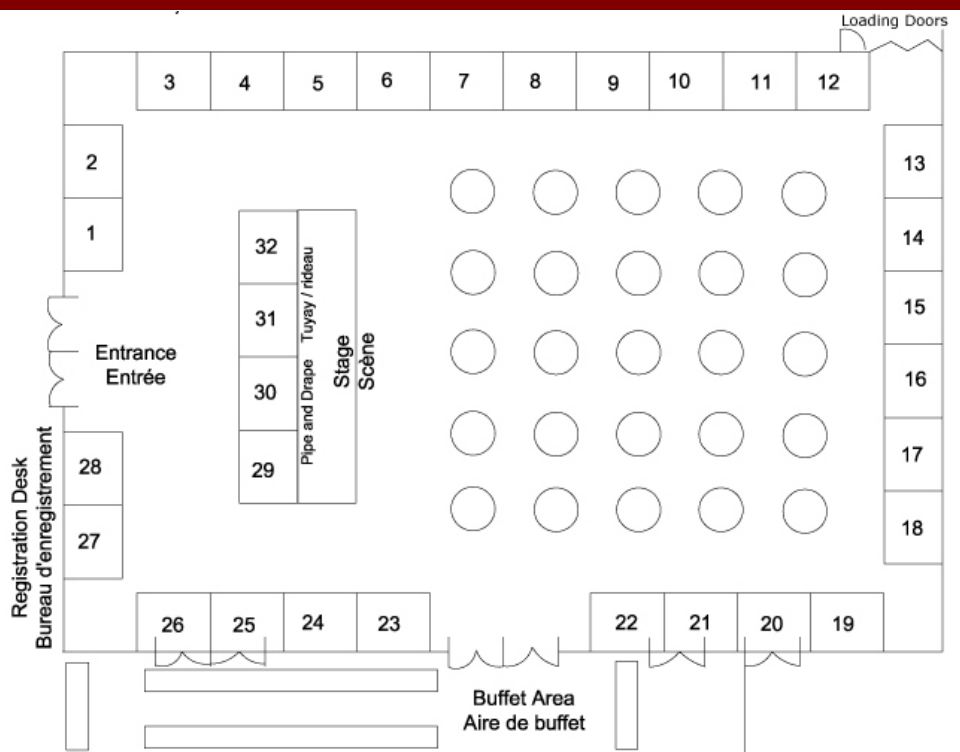 Loading Doors
3 4 5 6 7 8 9 10 11 12
2
1
13
14
15
16
17
18
32
31
30
29
Pipe and Drape Tuyay / rideau
Stage
Scène
Entrance
Entrée
28
27
Registration Desk
Bureau d'enregistrement
26 25 24 23 22 21 20 19
Buffet Area
Aire de buffet